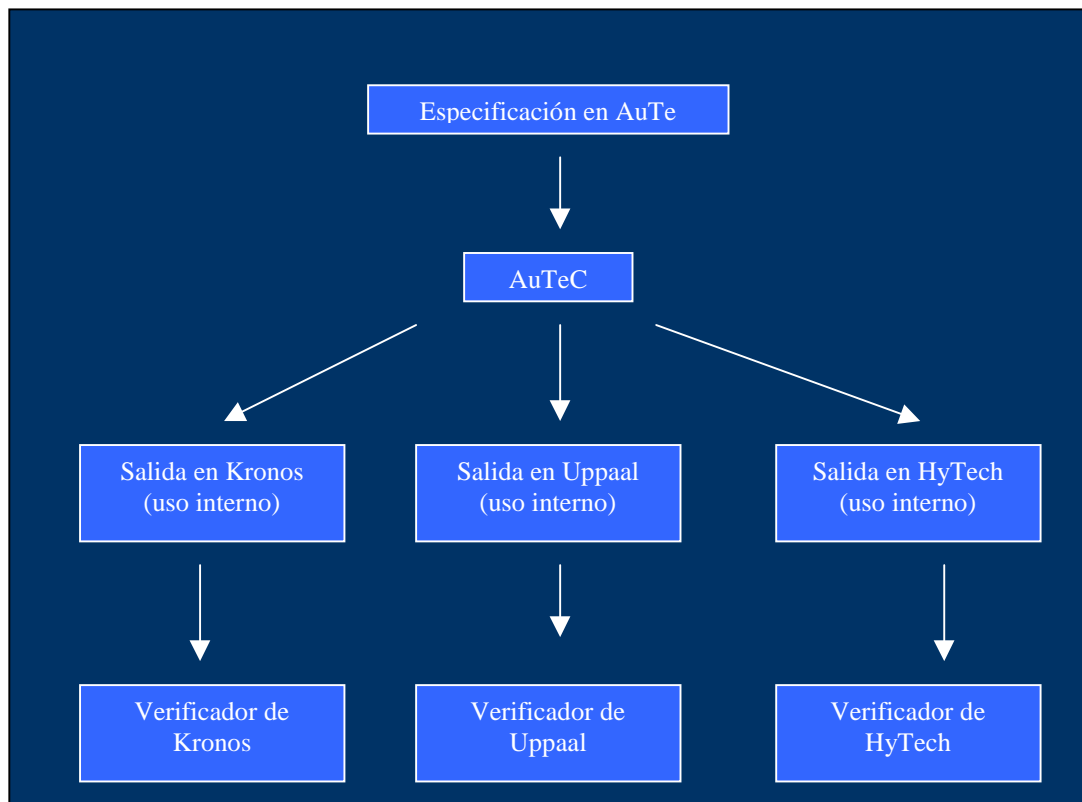 Especificación en AuTe
AuTeC
Salida en Kronos
(uso interno)
Salida en Uppaal
(uso interno)
Salida en HyTech
(uso interno)
Verificador de
Kronos
Verificador de
Uppaal
Verificador de
HyTech